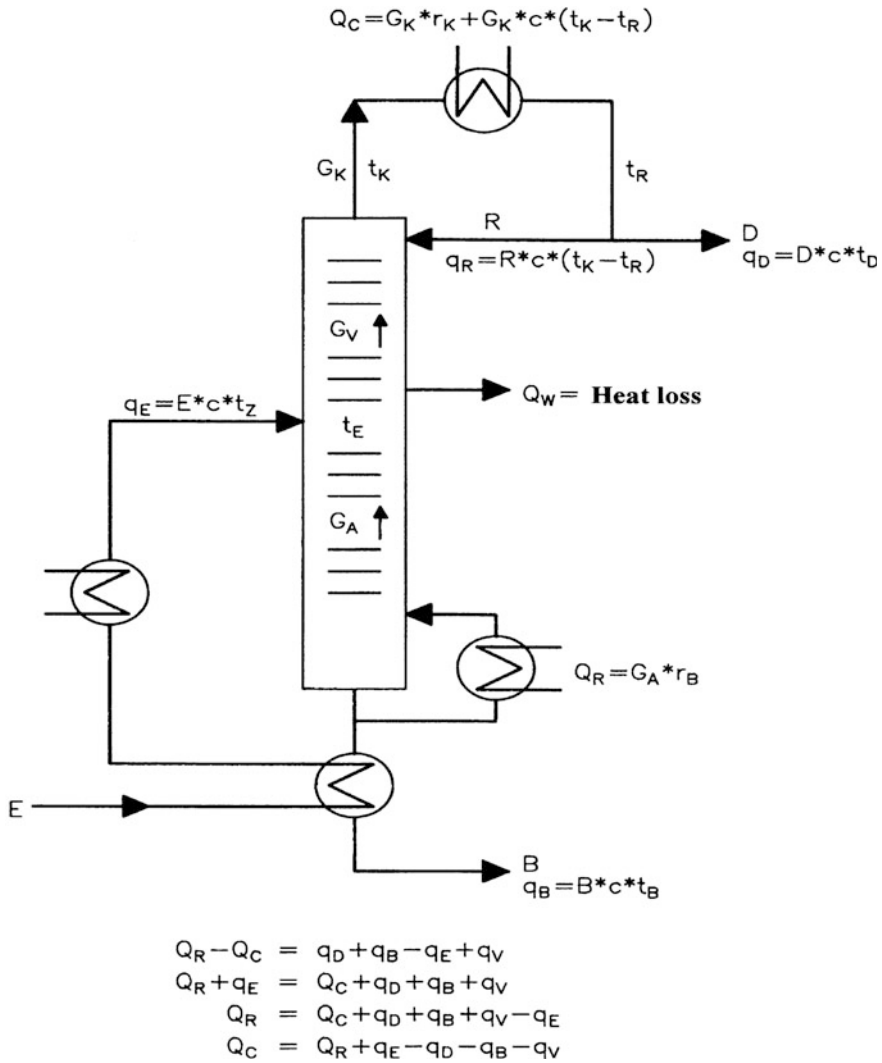 Q_C=G_K*r_K+G_K*c*(t_K-t_R)
G_K t_K
t_R
R
q_R=R*c*(t_K-t_R)
D
q_D=D*c*t_D
G_V
Q_W= Heat loss
q_E=E*c*t_Z
t_E
G_A
Q_R=G_A*r_B
E
B
q_B=B*c*t_B
Q_R-Q_C = q_D+q_B-q_E+q_V
Q_R+q_E = Q_C+q_D+q_B+q_V
Q_R = Q_C+q_D+q_B+q_V-q_E
Q_C = Q_R+q_E-q_D-q_B-q_V